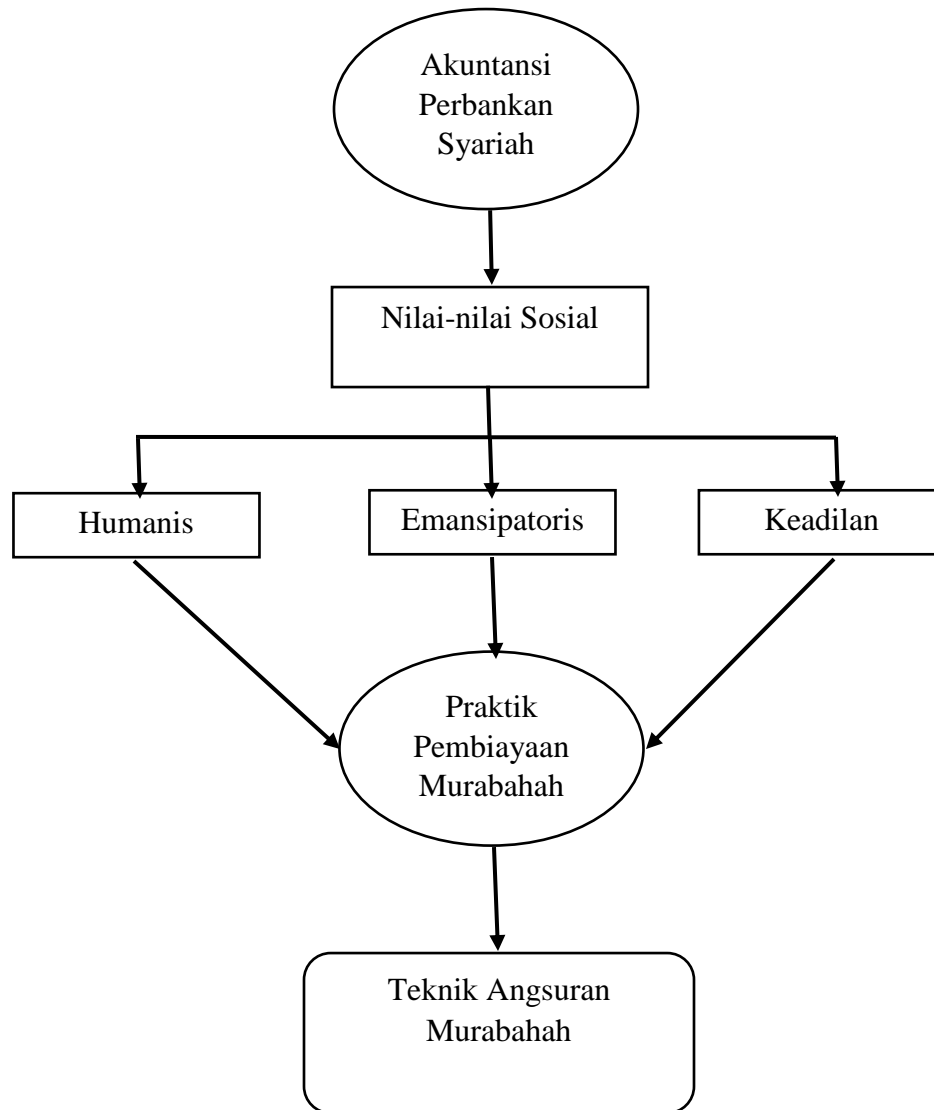 Akuntansi
Perbankan
Syariah
Nilai-nilai Sosial
Humanis
Emansipatoris
Keadilan
Praktik
Pembiayaan
Murabahah
Teknik Angsuran
Murabahah